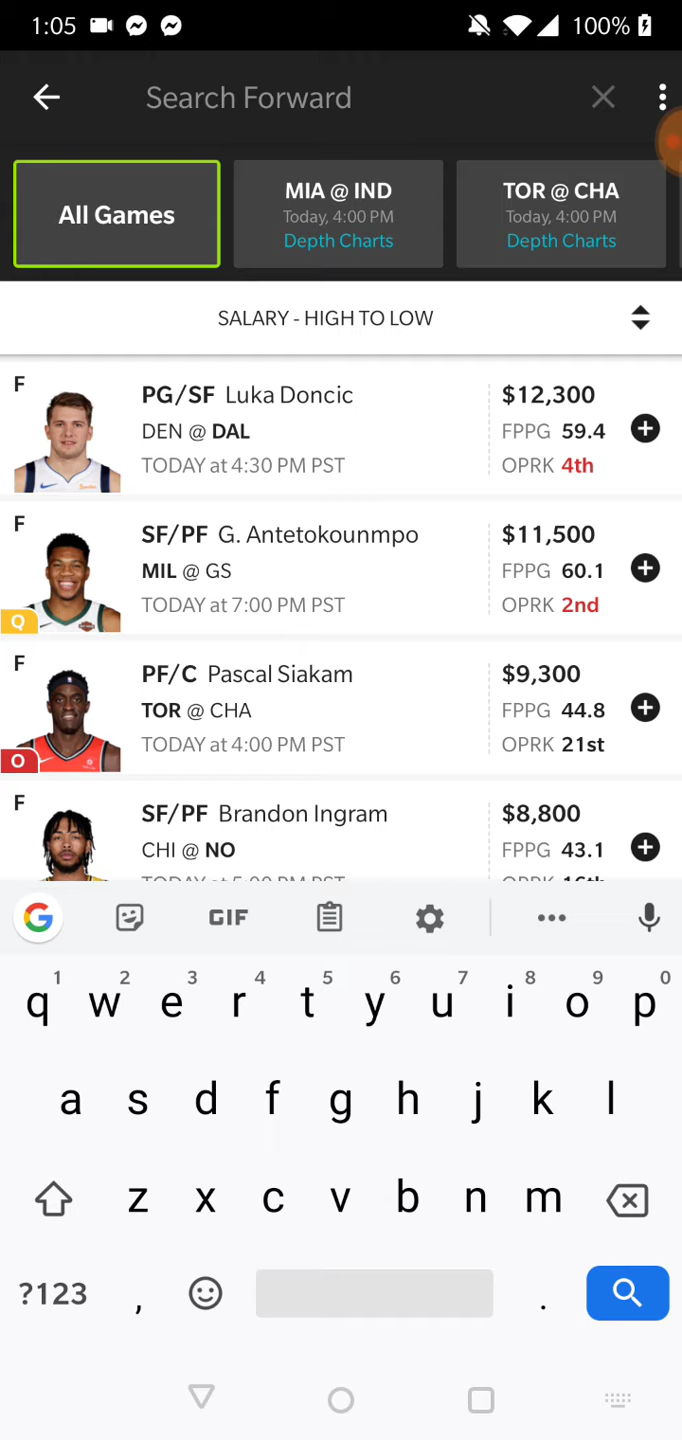 1:05 100%
Search Forward
All Games
MIA @ IND
Today, 4:00 PM
Depth Charts
TOR @ CHA
Today, 4:00 PM
Depth Charts
SALARY - HIGH TO LOW
F
PG/SF Luka Doncic
DEN @ DAL
TODAY at 4:30 PM PST
$12,300
FPPG 59.4
OPRK 4th
F
Q
SF/PF G. Antetokounmpo
MIL @ GS
TODAY at 7:00 PM PST
$11,500
FPPG 60.1
OPRK 2nd
F
O
PF/C Pascal Siakam
TOR @ CHA
TODAY at 4:00 PM PST
$9,300
FPPG 44.8
OPRK 21st
F
SF/PF Brandon Ingram
CHI @ NO
TODAY at 5:00 PM PST
$8,800
FPPG 43.1
OPRK 16th
G GIF
1 2 3 4 5 6 7 8 9 0
q w e r t y u i o p
a s d f g h j k l
z x c v b n m
?123 , .